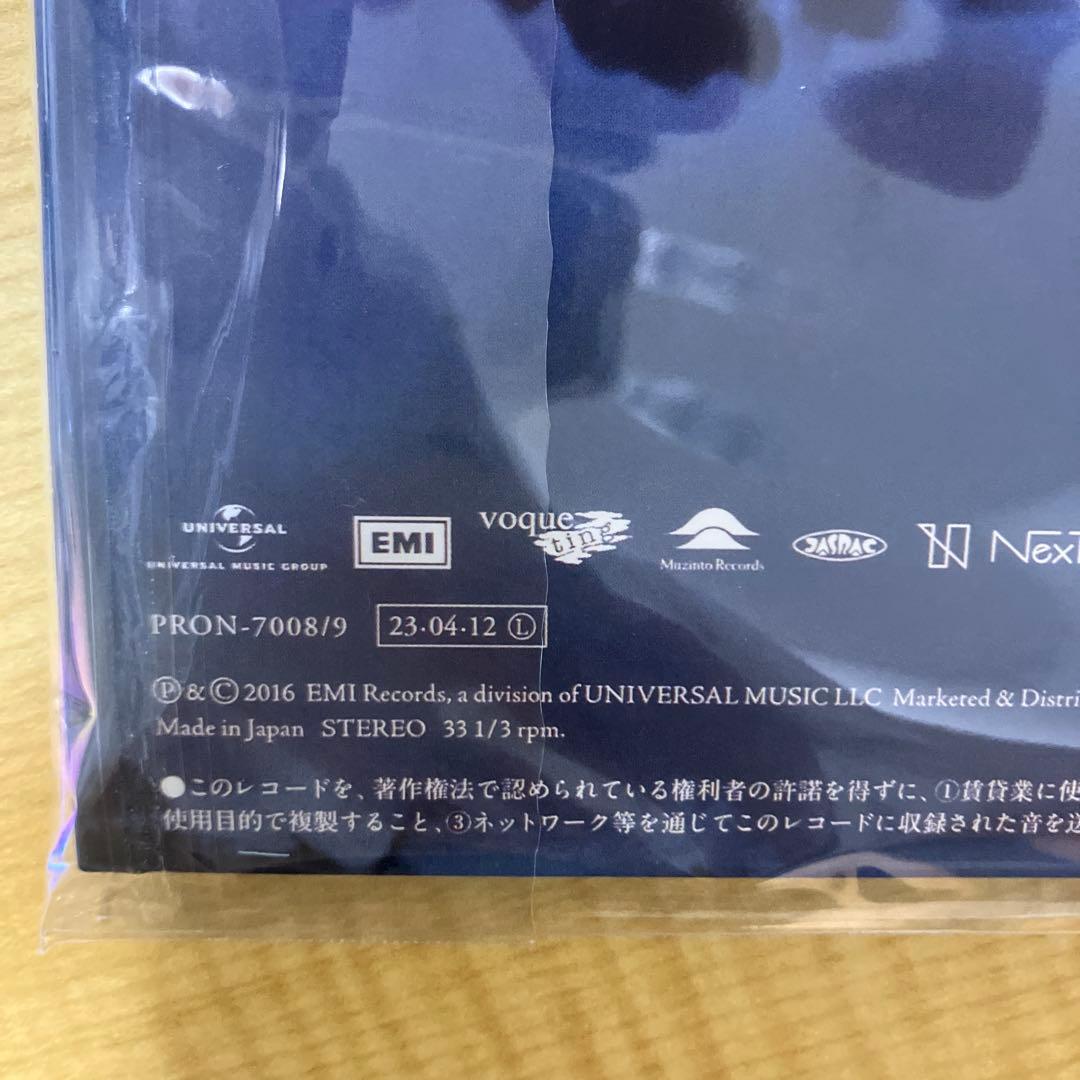 UNIVERSAL
UNIVERSAL MUSIC GROUP
EMI
voque
ting
Muzinto Records
JASRAC
NexT
PRON-7008/9 23·04·12 Ⓛ
Ⓟ & Ⓒ 2016 EMI Records, a division of UNIVERSAL MUSIC LLC Marketed & Distri
Made in Japan STEREO 33 1/3 rpm.
●このレコードを、著作権法で認められている権利者の許諾を得ずに、①賃貸業に使
使用目的で複製すること、③ネットワーク等を通じてこのレコードに収録された音を送